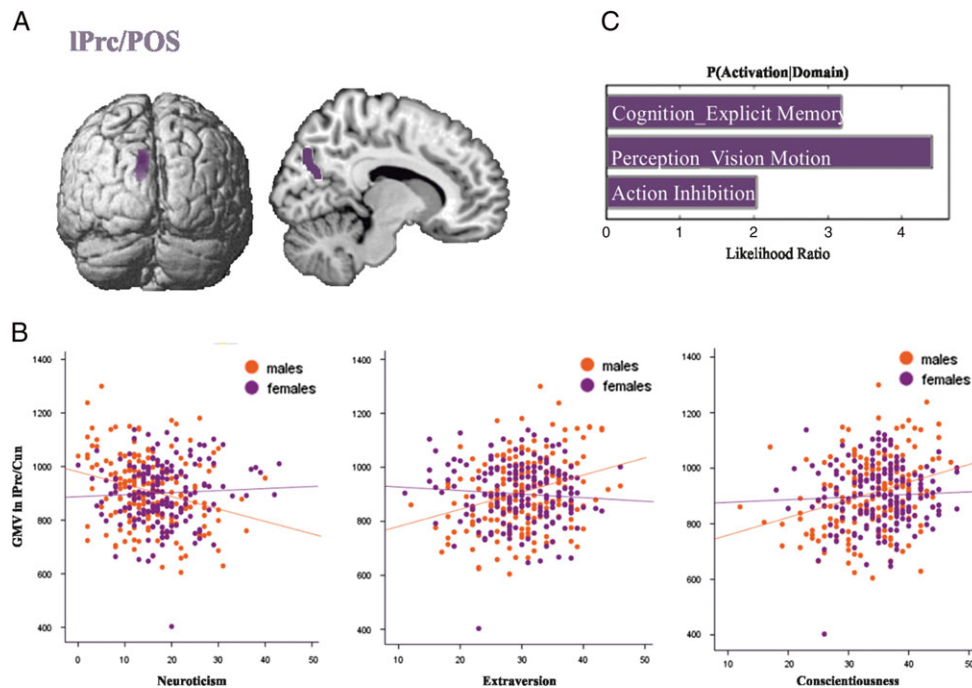 A
lPrc/POS
C
P(Activation|Domain)
Cognition_Explicit Memory
Perception_Vision Motion
Action Inhibition
0 1 2 3 4
Likelihood Ratio
B
GMV ln lPrc/Cun
1400
1200
1000
800
600
400
males
females
0 10 20 30 40 50
Neuroticism
1400
1200
1000
800
600
400
males
females
10 20 30 40 50
Extraversion
1400
1200
1000
800
600
400
males
females
10 20 30 40 50
Conscientiousness